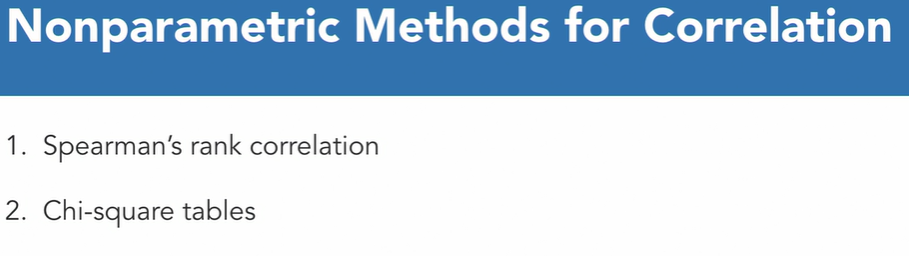 Nonparametric Methods for Correlation
1. Spearman’s rank correlation
2. Chi-square tables